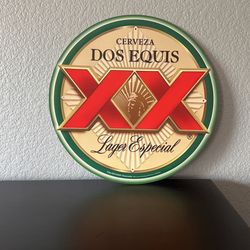 CERVEZA
DOS EQUIS
XX
Lager Especial